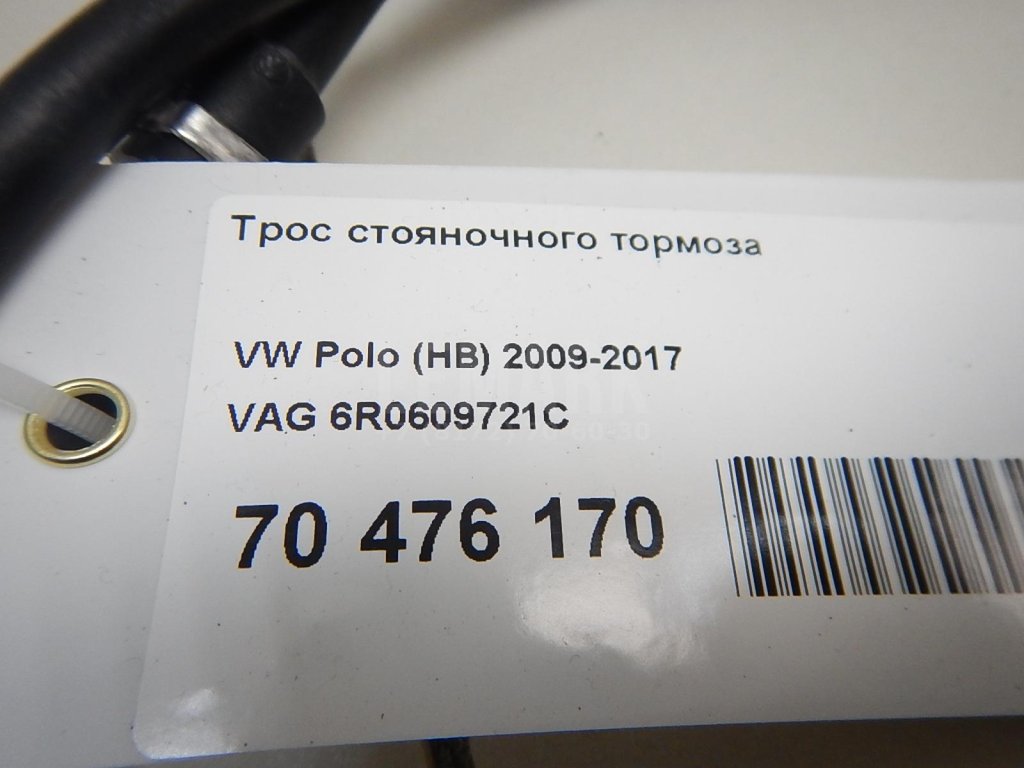 Трос стояночного тормоза
VW Polo (HB) 2009-2017
VAG 6R0609721C
70 476 170